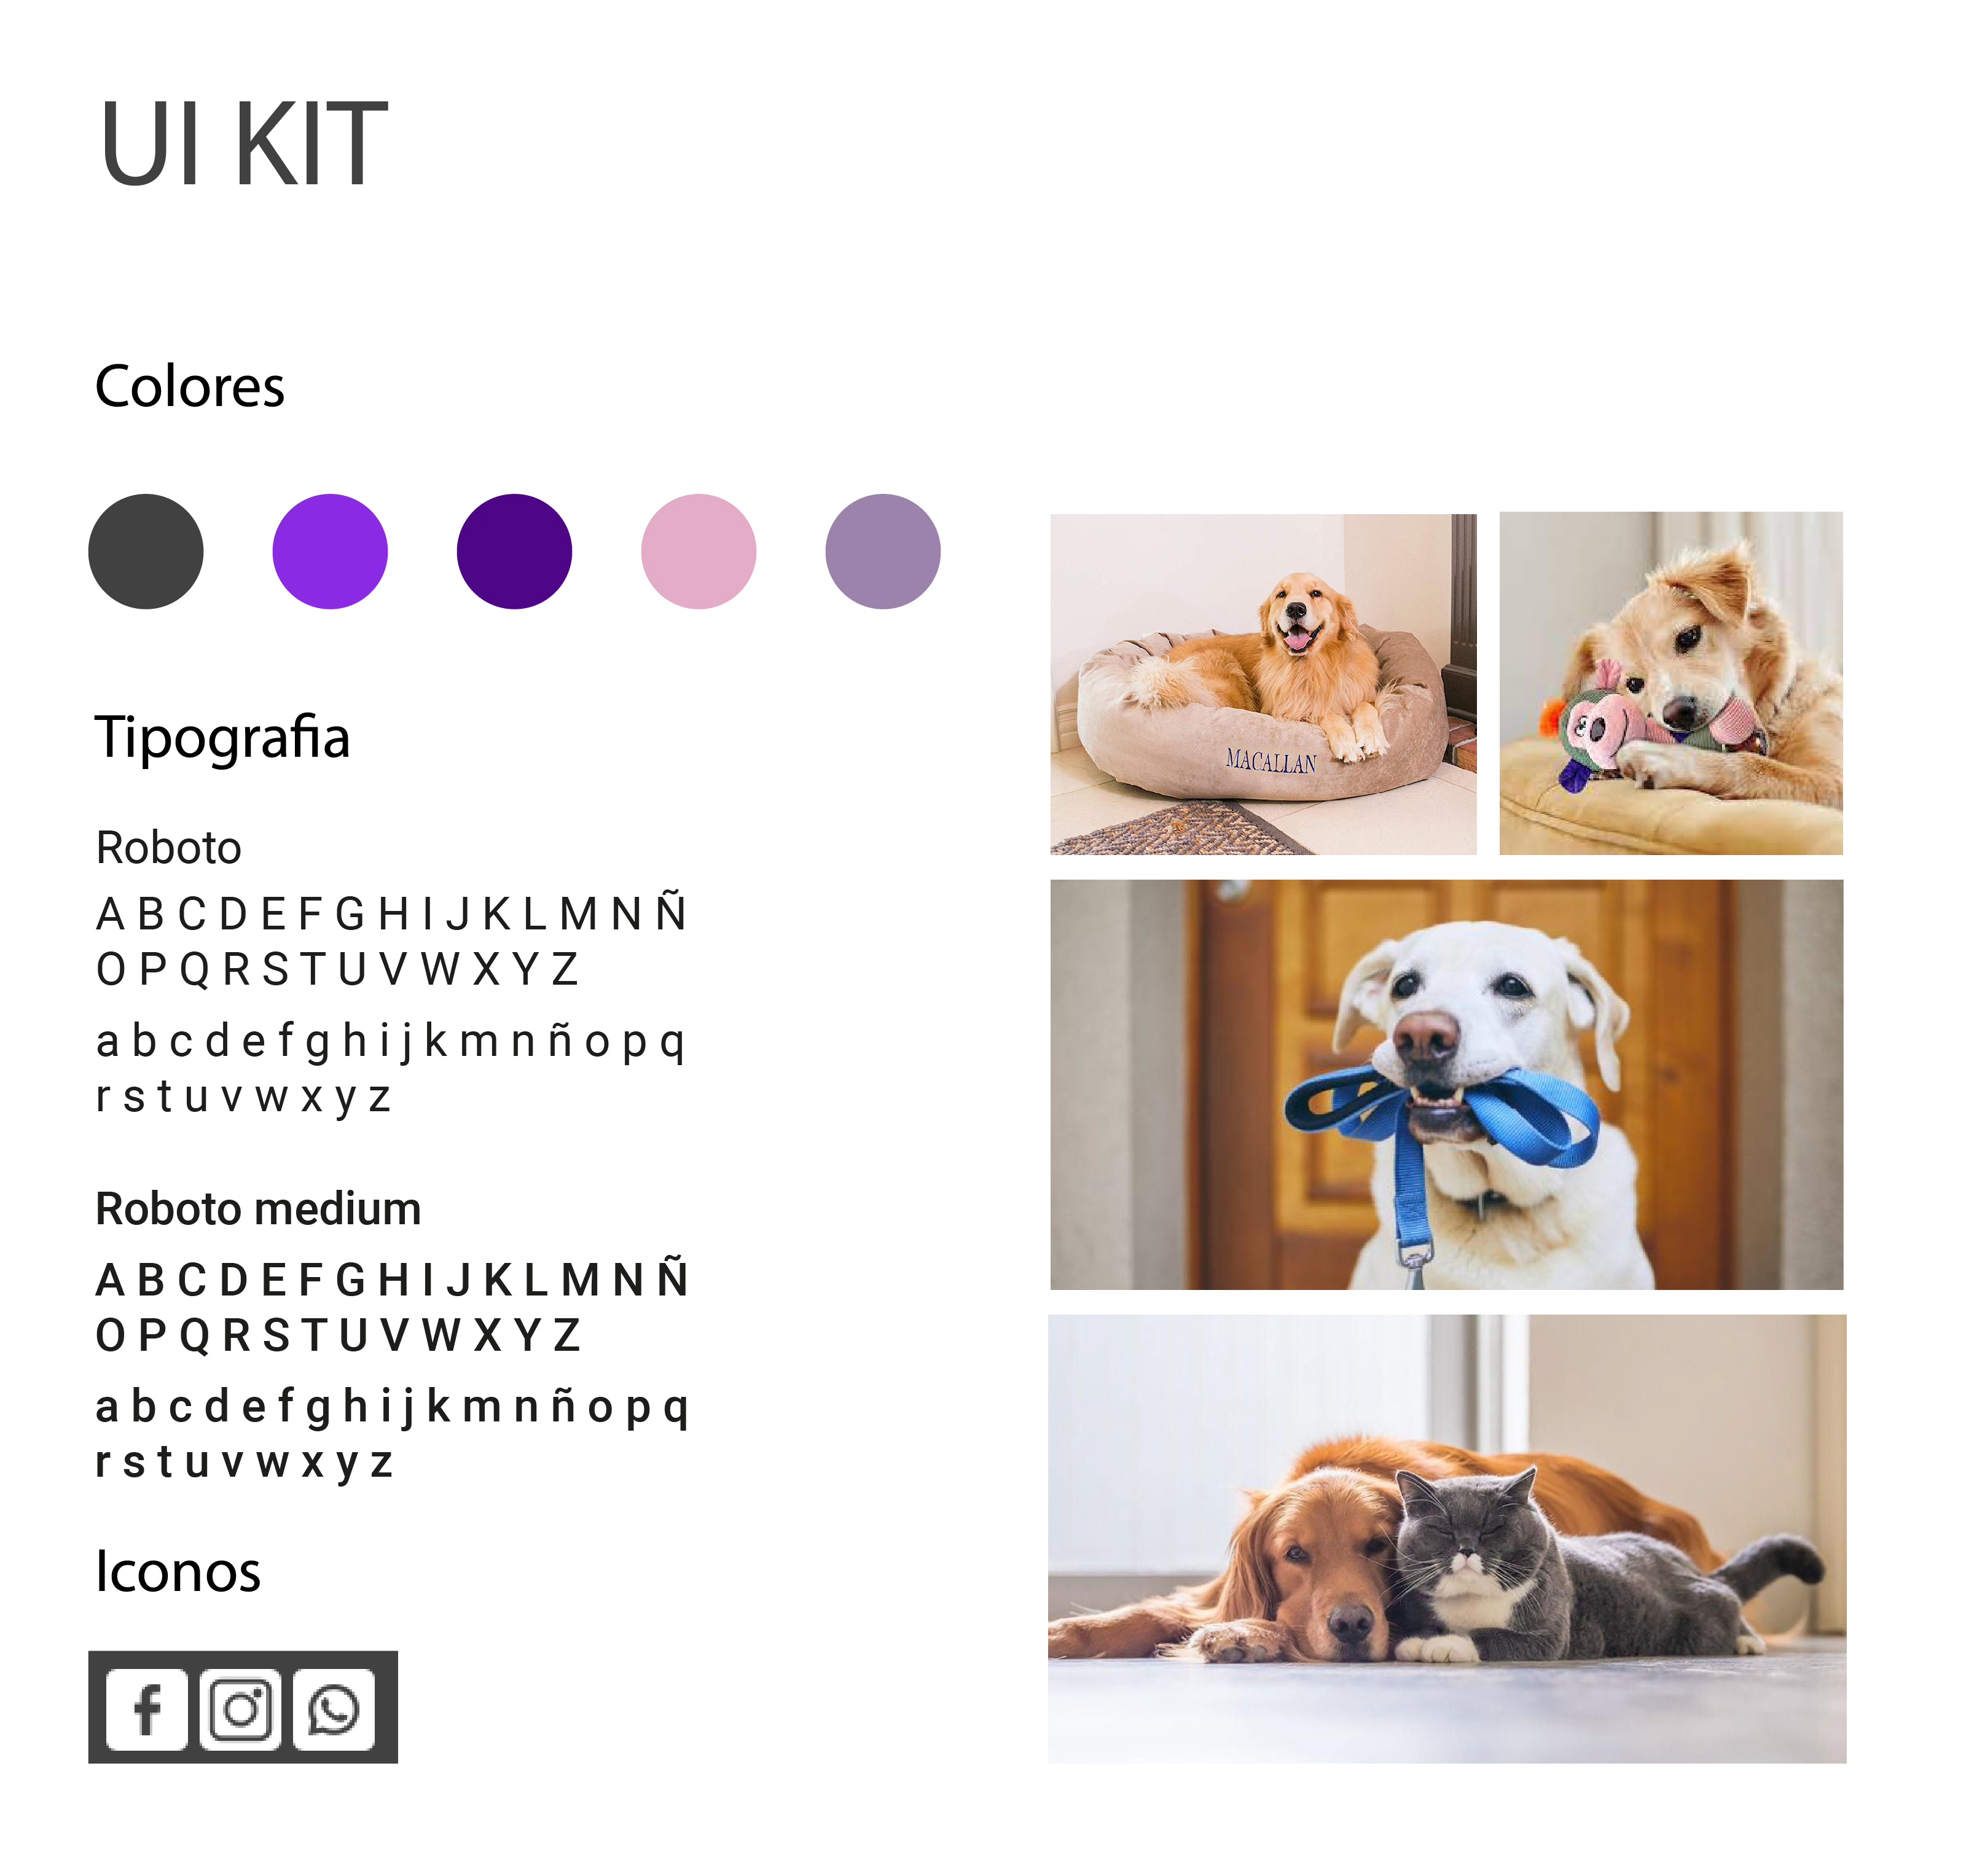 UI KIT
Colores
Tipografia
Roboto
A B C D E F G H I J K L M N Ñ
O P Q R S T U V W X Y Z
a b c d e f g h i j k m n ñ o p q
r s t u v w x y z
Roboto medium
A B C D E F G H I J K L M N Ñ
O P Q R S T U V W X Y Z
a b c d e f g h i j k m n ñ o p q
r s t u v w x y z
Iconos
MACALLAN